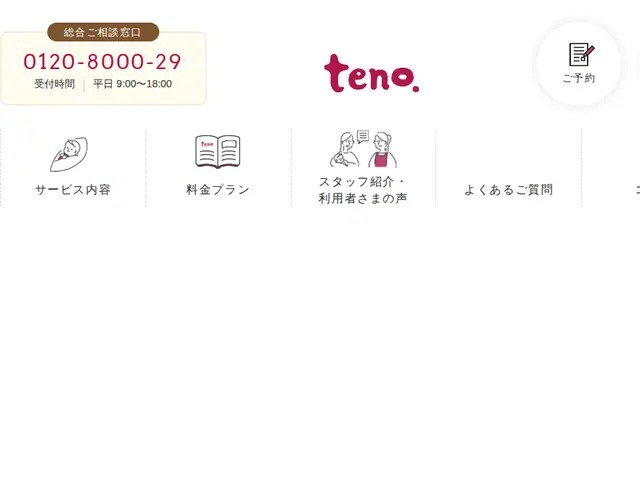 総合ご相談窓口
0120-8000-29
受付時間 平日 9:00〜18:00
teno.
ご予約
サービス内容
teno
料金プラン
スタッフ紹介・
利用者さまの声
よくあるご質問